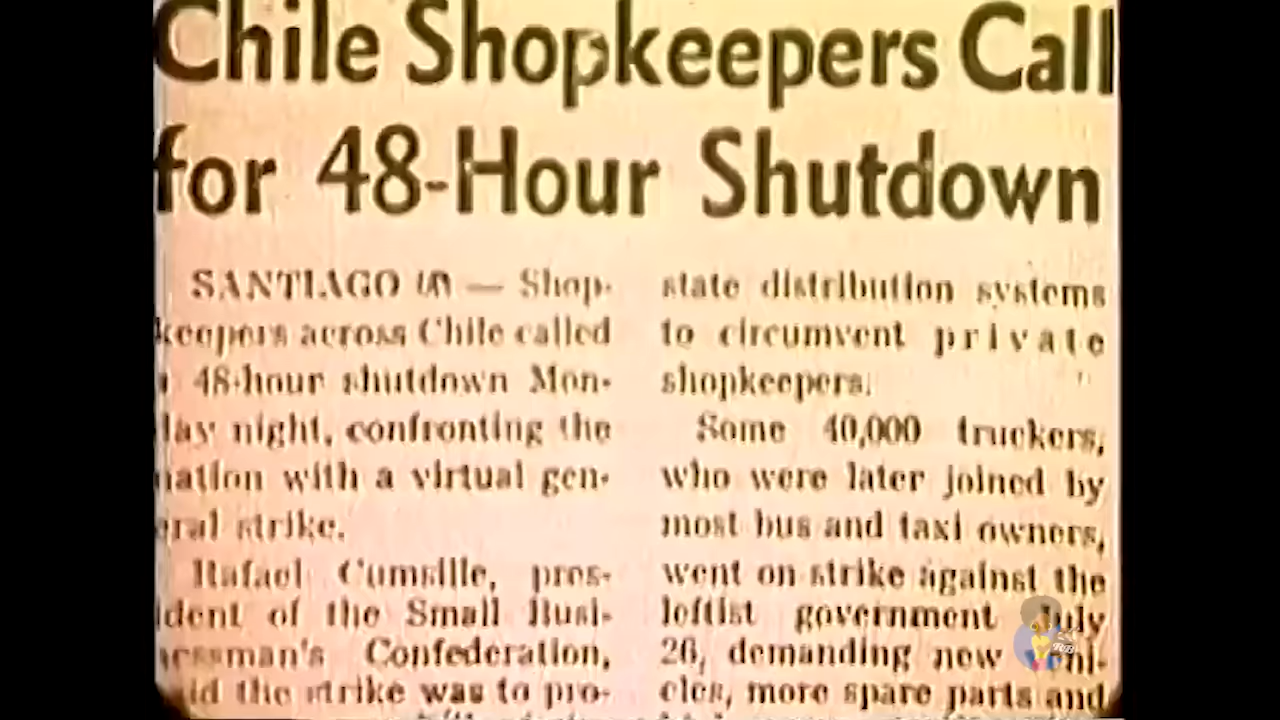 Chile Shopkeepers Call
for 48-Hour Shutdown
SANTIAGO (AP) — Shop-
keepers across Chile called
a 48-hour shutdown Mon-
day night, confronting the
nation with a virtual gen-
eral strike.
Rafael Cumsille, pres-
ident of the Small Busi-
nessman's Confederation,
said the strike was to pro-
state distribution systems
to circumvent private
shopkeepers.
Some 40,000 truckers,
who were later joined by
most bus and taxi owners,
went on strike against the
leftist government July
26, demanding new vehi-
cles, more spare parts and